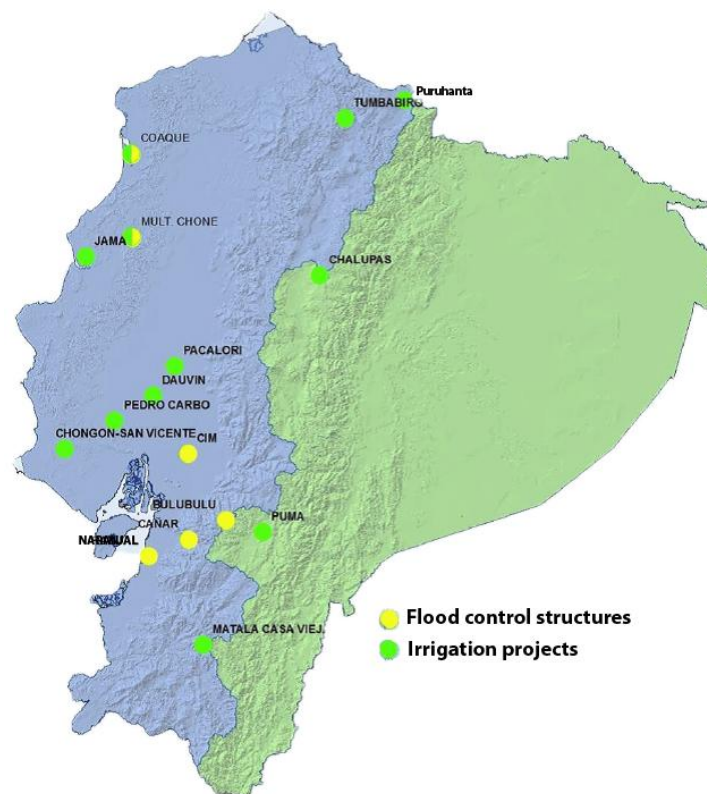 Puruhanta
TUMBABIRO
COAQUE
MULT. CHONE
JAMA
CHALUPAS
PACALORI
DAUVIN
PEDRO CARBO
CHONGON-SAN VICENTE
CIM
BULUBULU
CAÑAR
PUMA
MATALA CASA VIEJ.
Flood control structures
Irrigation projects